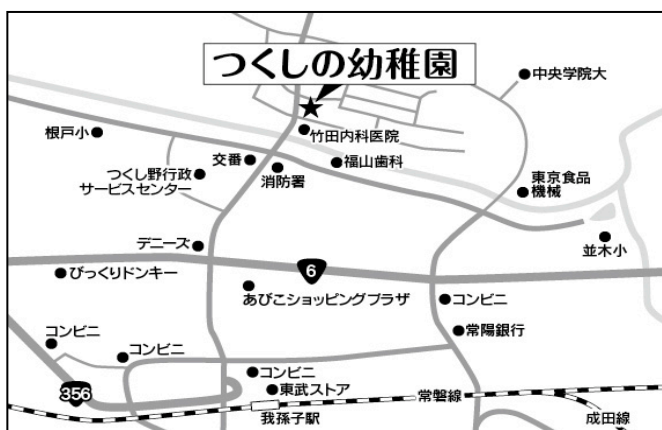 つくしの幼稚園
中央学院大
竹田内科医院
根戸小
交番
福山歯科
消防署
つくし野行政
サービスセンター
東京食品
機械
並木小
デニーズ
6
びっくりドンキー
あびこショッピングプラザ
コンビニ
常陽銀行
コンビニ
コンビニ
コンビニ
356
東武ストア
常磐線
我孫子駅
成田線